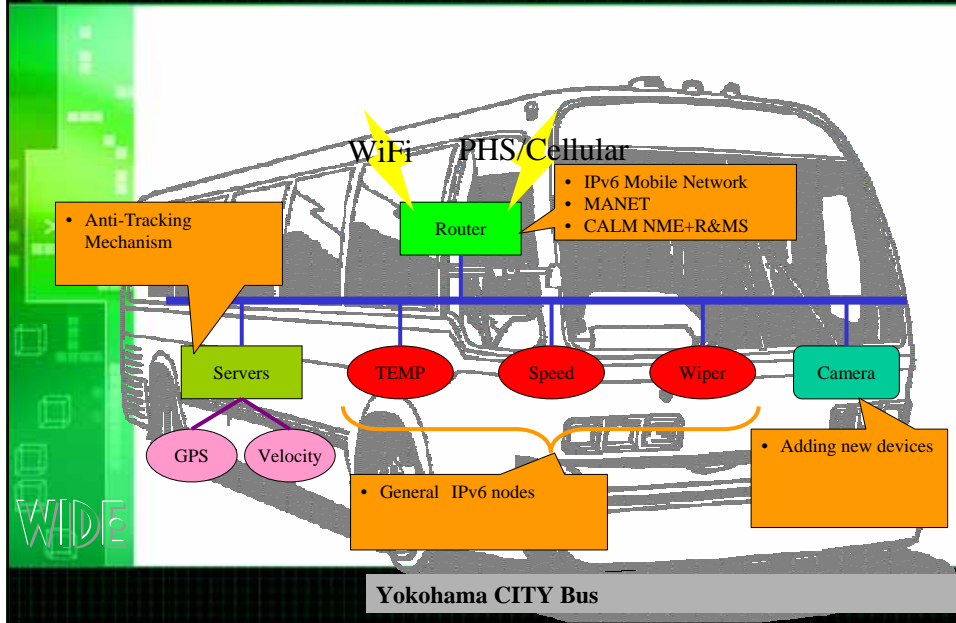 WiFi
PHS/Cellular
• IPv6 Mobile Network
• MANET
• CALM NME+R&MS
• Anti-Tracking
Mechanism
Router
Servers
TEMP
Speed
Wiper
Camera
GPS
Velocity
• General IPv6 nodes
• Adding new devices
WIDE
Yokohama CITY Bus